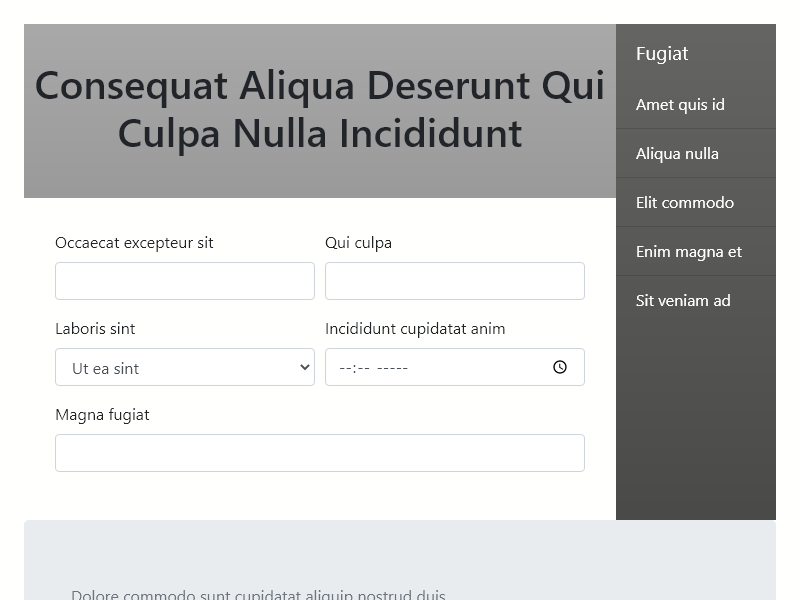 Consequat Aliqua Deserunt Qui
Culpa Nulla Incididunt
Occaecat excepteur sit
Qui culpa
Laboris sint
Incididunt cupidatat anim
Ut ea sint
--:-- -----
Magna fugiat
Fugiat
Amet quis id
Aliqua nulla
Elit commodo
Enim magna et
Sit veniam ad
Dolore commodo sunt cupidatat aliquip nostrud duis